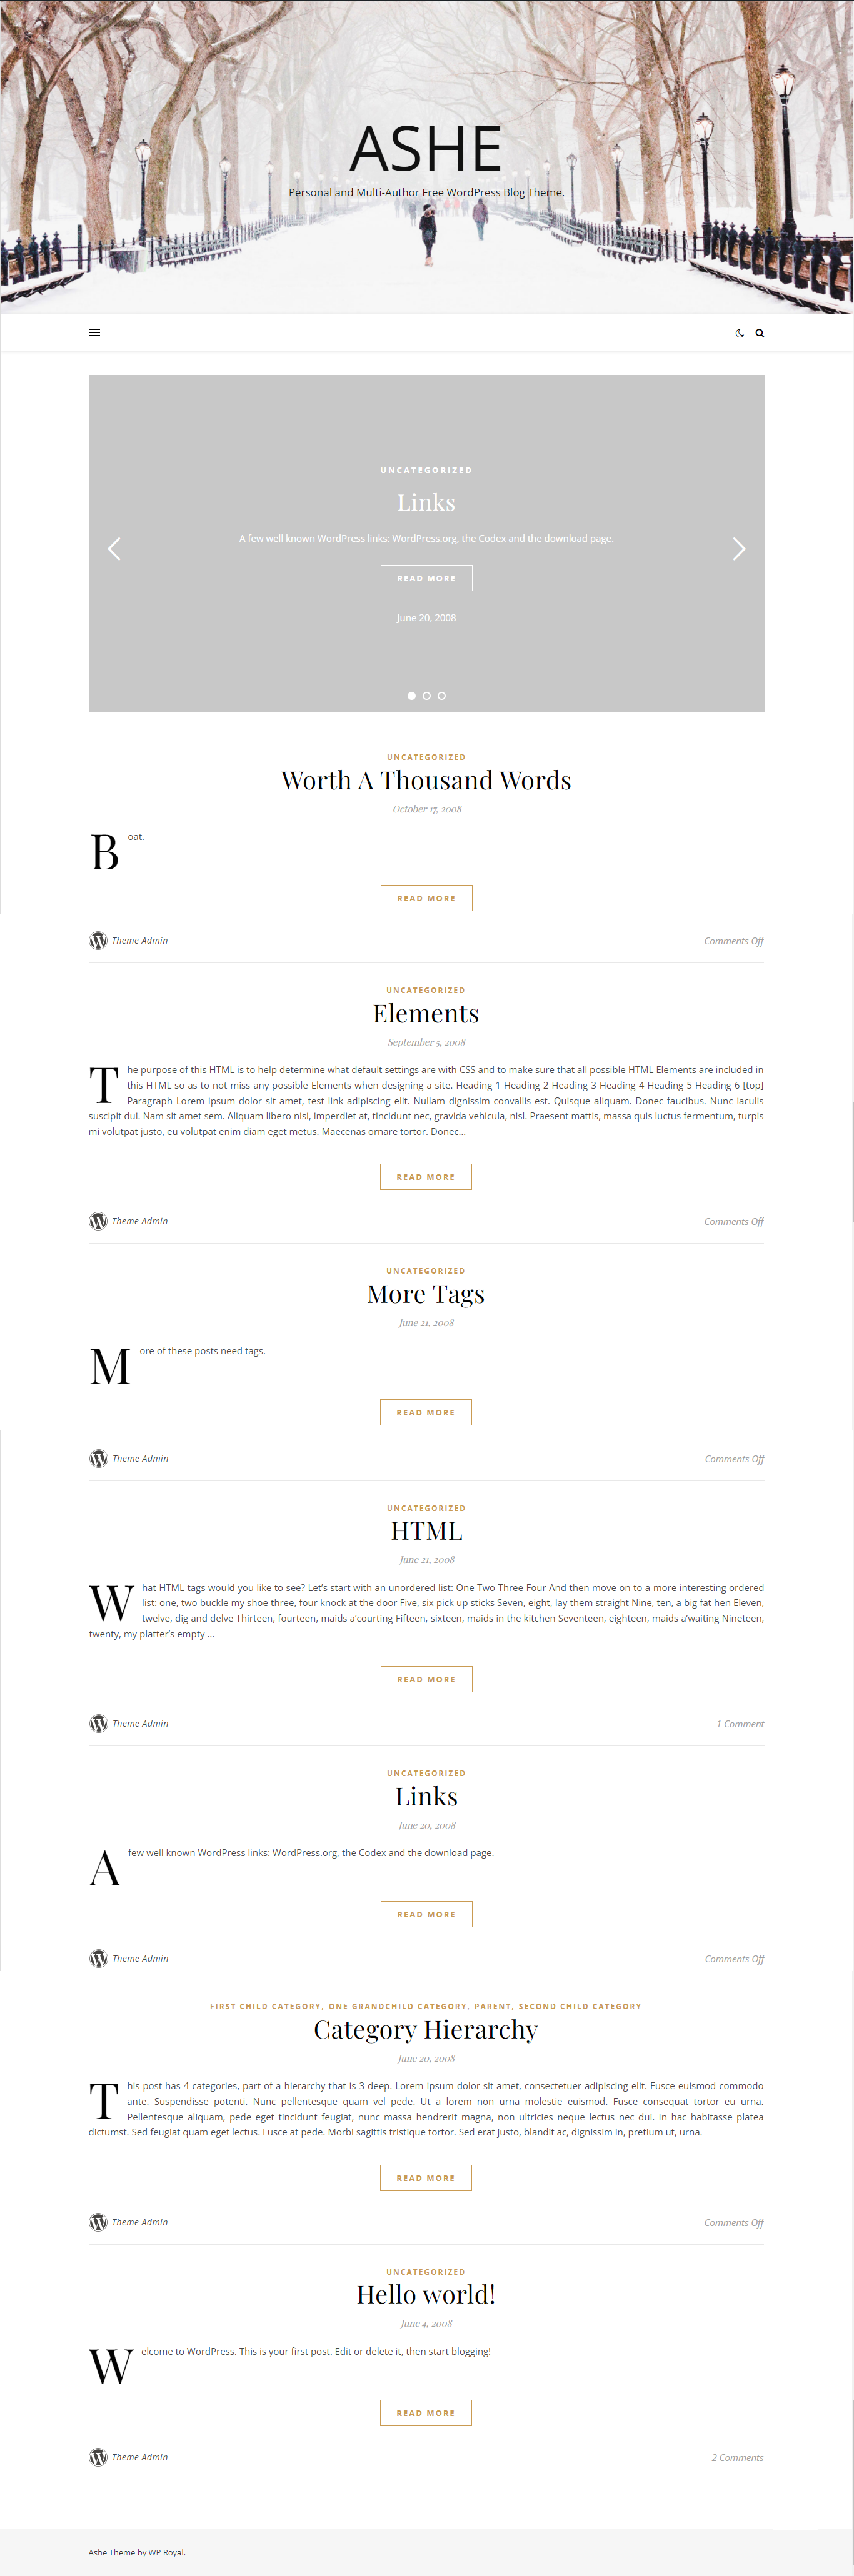 ASHE
Personal and Multi-Author Free WordPress Blog Theme.
UNCATEGORIZED
Links
A few well known WordPress links: WordPress.org, the Codex and the download page.
READ MORE
June 20, 2008
UNCATEGORIZED
Worth A Thousand Words
October 17, 2008
Boat.
READ MORE
Theme Admin
Comments Off
UNCATEGORIZED
Elements
September 5, 2008
The purpose of this HTML is to help determine what default settings are with CSS and to make sure that all possible HTML Elements are included in
this HTML so as to not miss any possible Elements when designing a site. Heading 1 Heading 2 Heading 3 Heading 4 Heading 5 Heading 6 [top]
Paragraph Lorem ipsum dolor sit amet, test link adipiscing elit. Nullam dignissim convallis est. Quisque aliquam. Donec faucibus. Nunc iaculis
suscipit dui. Nam sit amet sem. Aliquam libero nisi, imperdiet at, tincidunt nec, gravida vehicula, nisl. Praesent mattis, massa quis luctus fermentum, turpis
mi volutpat justo, eu volutpat enim diam eget metus. Maecenas ornare tortor. Donec...
READ MORE
Theme Admin
Comments Off
UNCATEGORIZED
More Tags
June 21, 2008
More of these posts need tags.
READ MORE
Theme Admin
Comments Off
UNCATEGORIZED
HTML
June 21, 2008
What HTML tags would you like to see? Let's start with an unordered list: One Two Three Four And then move on to a more interesting ordered
list: one, two buckle my shoe three, four knock at the door Five, six pick up sticks Seven, eight, lay them straight Nine, ten, a big fat hen Eleven,
twelve, dig and delve Thirteen, fourteen, maids a'courting Fifteen, sixteen, maids in the kitchen Seventeen, eighteen, maids a'waiting Nineteen,
twenty, my platter's empty ...
READ MORE
Theme Admin
1 Comment
UNCATEGORIZED
Links
June 20, 2008
A few well known WordPress links: WordPress.org, the Codex and the download page.
READ MORE
Theme Admin
Comments Off
FIRST CHILD CATEGORY, ONE GRANDCHILD CATEGORY, PARENT, SECOND CHILD CATEGORY
Category Hierarchy
June 20, 2008
This post has 4 categories, part of a hierarchy that is 3 deep. Lorem ipsum dolor sit amet, consectetuer adipiscing elit. Fusce euismod commodo
ante. Suspendisse potenti. Nunc pellentesque quam vel pede. Ut a lorem non urna molestie euismod. Fusce consequat tortor eu urna.
Pellentesque aliquam, pede eget tincidunt feugiat, nunc massa hendrerit magna, non ultricies neque lectus nec dui. In hac habitasse platea
dictumst. Sed feugiat quam eget lectus. Fusce at pede. Morbi sagittis tristique tortor. Sed erat justo, blandit ac, dignissim in, pretium ut, urna.
READ MORE
Theme Admin
Comments Off
UNCATEGORIZED
Hello world!
June 4, 2008
Welcome to WordPress. This is your first post. Edit or delete it, then start blogging!
READ MORE
Theme Admin
2 Comments
Ashe Theme by WP Royal.